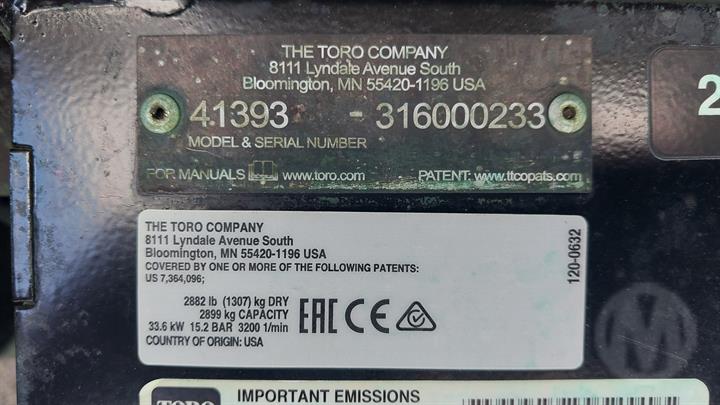 THE TORO COMPANY
8111 Lyndale Avenue South
Bloomington, MN 55420-1196 USA
41393 - 316000233
MODEL & SERIAL NUMBER
FOR MANUALS www.toro.com PATENT: www.ttcopats.com
2
THE TORO COMPANY
8111 Lyndale Avenue South
Bloomington, MN 55420-1196 USA
COVERED BY ONE OR MORE OF THE FOLLOWING PATENTS:
US 7,364,096;
2882 lb (1307) kg DRY
2899 kg CAPACITY
33.6 kW 15.2 BAR 3200 1/min
COUNTRY OF ORIGIN: USA
EAC CE
120-0632
M
TORO IMPORTANT EMISSIONS